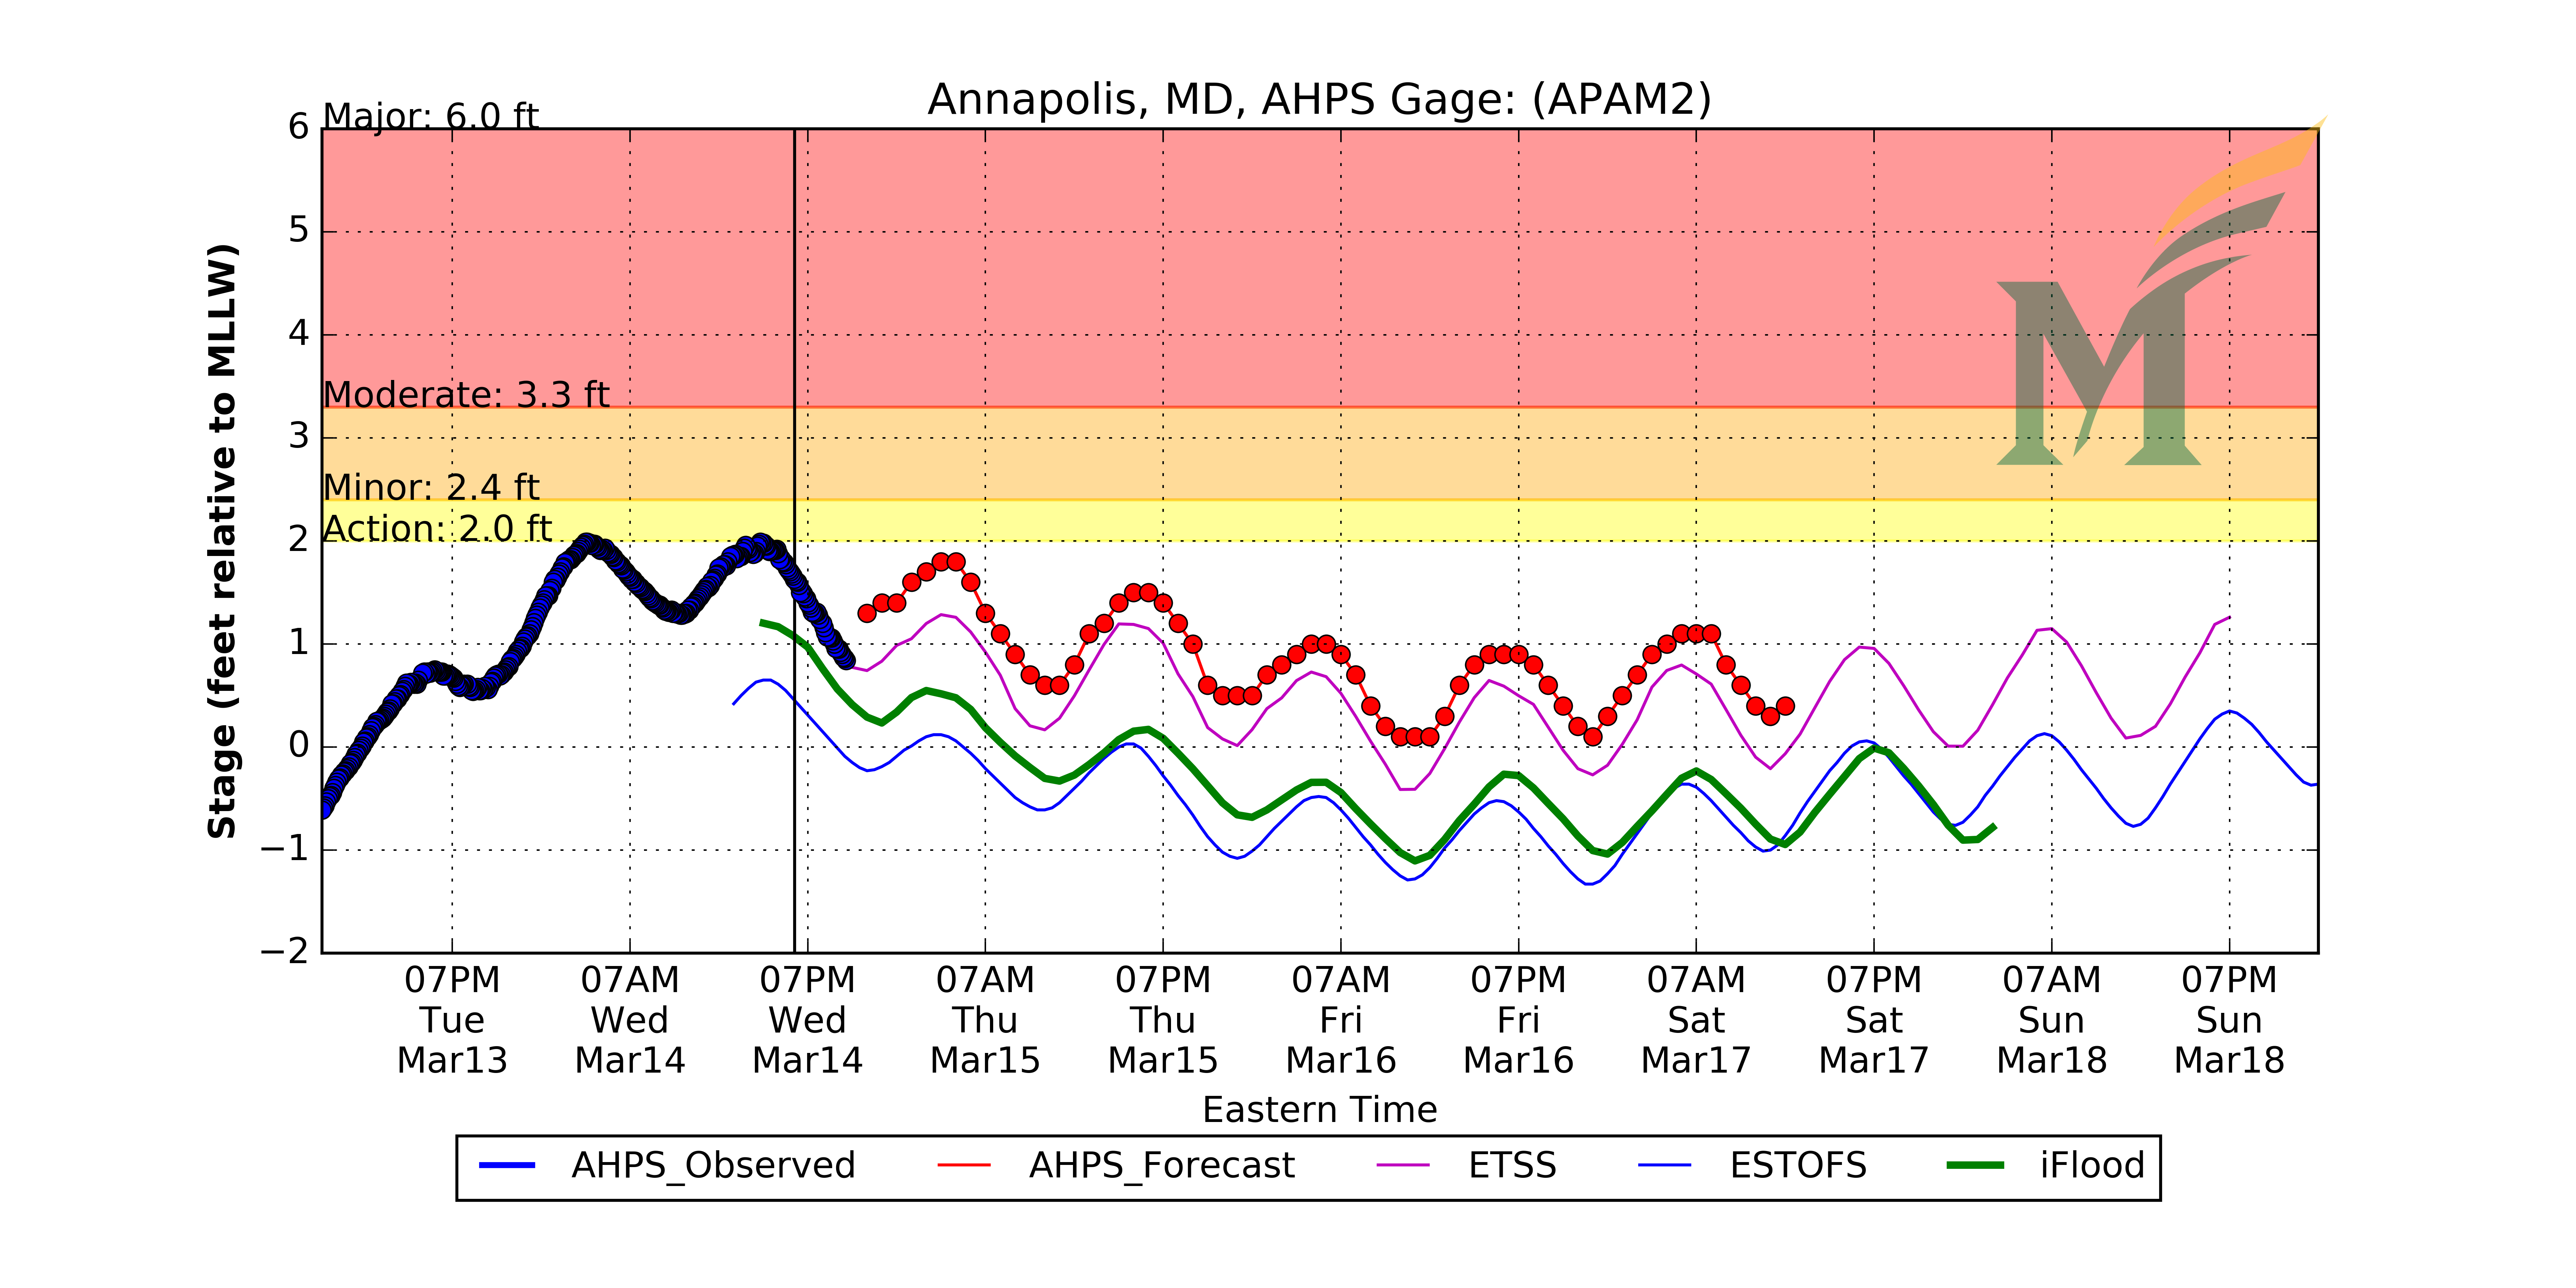 Annapolis, MD, AHPS Gage: (APAM2)
Major: 6.0 ft
Moderate: 3.3 ft
Minor: 2.4 ft
Action: 2.0 ft
Stage (feet relative to MLLW)
6
5
4
3
2
1
0
−1
−2
07PM 07AM 07PM 07AM 07PM 07AM 07PM 07AM 07PM 07AM 07PM
Tue Wed Wed Thu Thu Fri Fri Sat Sat Sun Sun
Mar13 Mar14 Mar14 Mar15 Mar15 Mar16 Mar16 Mar17 Mar17 Mar18 Mar18
Eastern Time
AHPS_Observed AHPS_Forecast ETSS ESTOFS iFlood
M